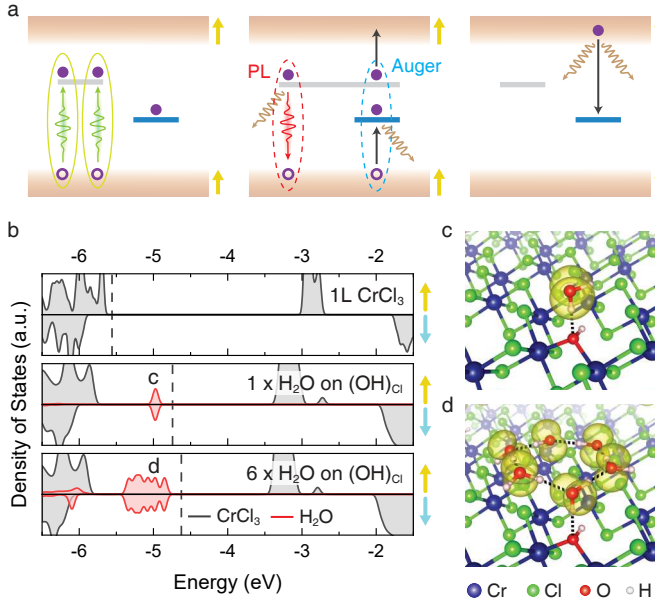 a
PL
Auger
b
-6 -5 -4 -3 -2
1L CrCl₃
c
1 x H₂O on (OH)Cl
d
6 x H₂O on (OH)Cl
CrCl₃ H₂O
-6 -5 -4 -3 -2
Energy (eV)
Density of States (a.u.)
c
d
Cr Cl O H